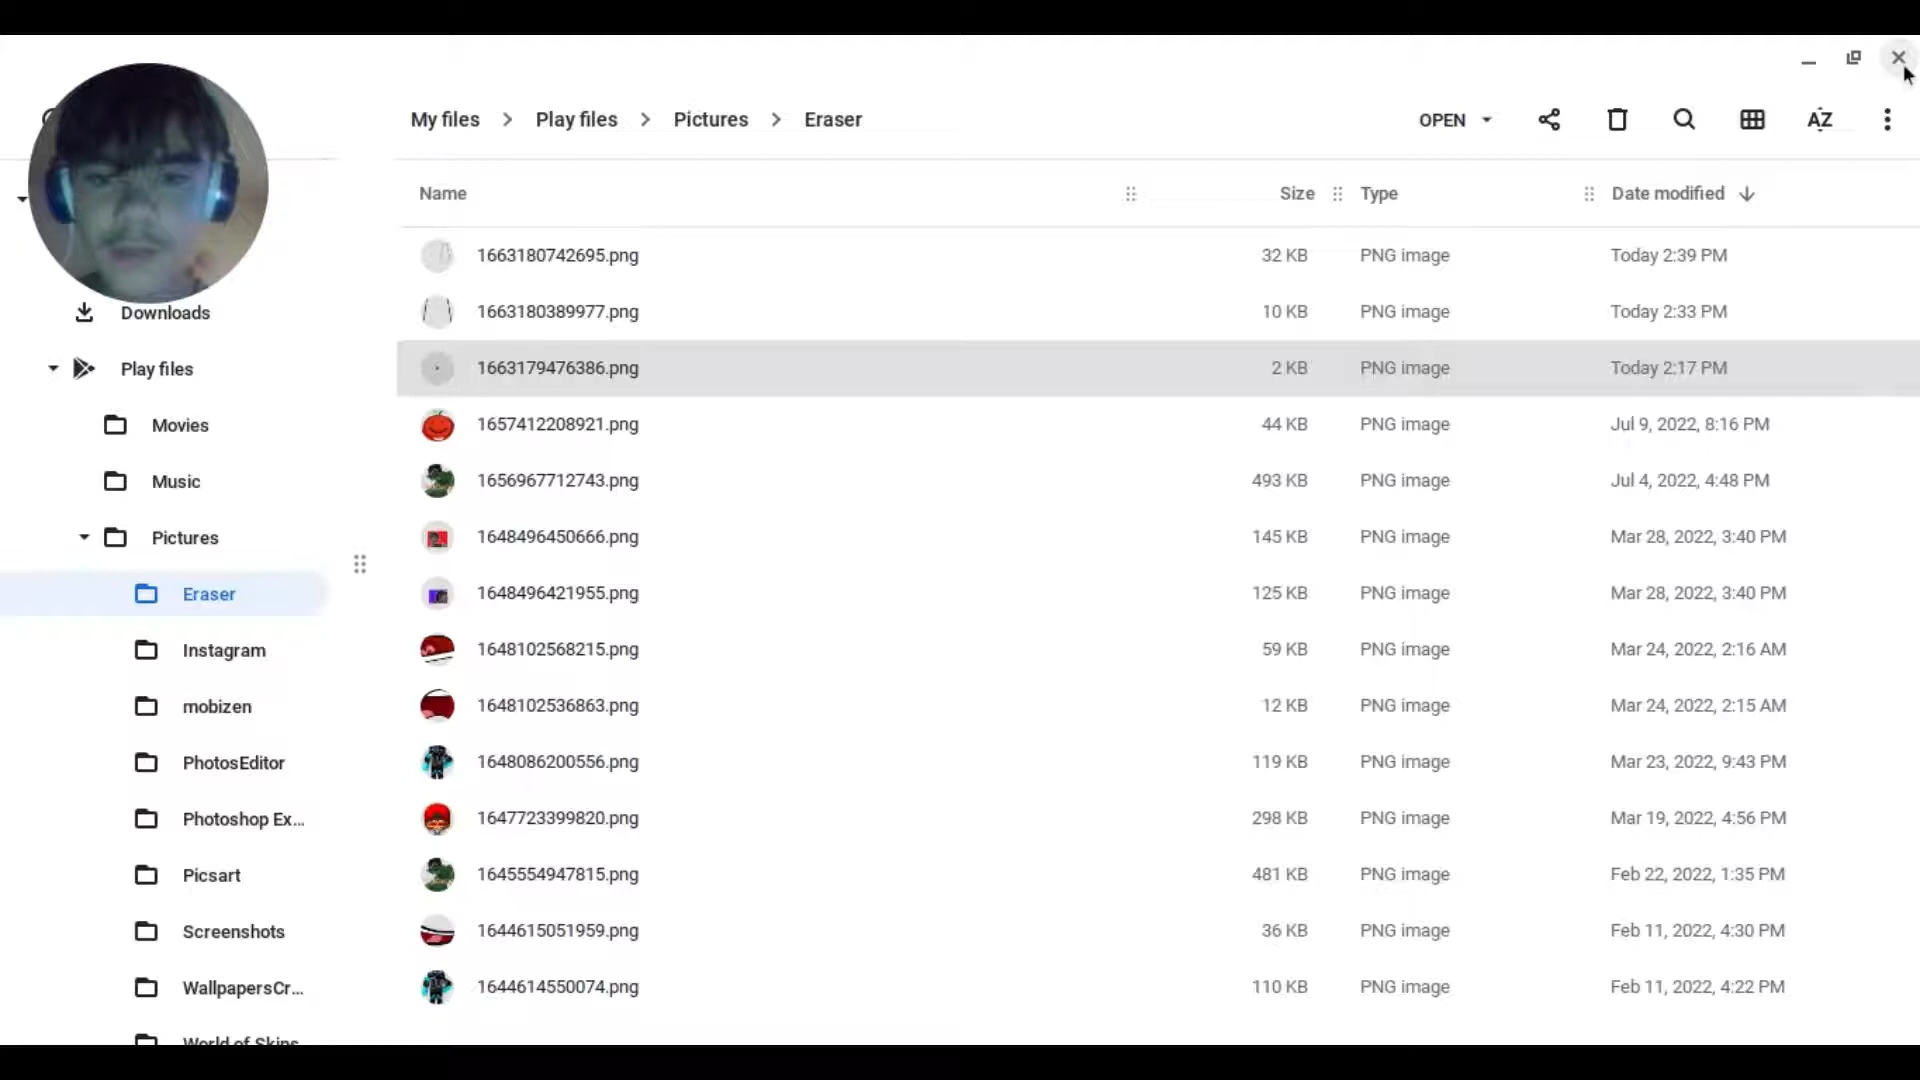 My files > Play files > Pictures > Eraser OPEN AZ
Name Size Type Date modified
1663180742695.png 32 KB PNG image Today 2:39 PM
1663180389977.png 10 KB PNG image Today 2:33 PM
Downloads
1663179476386.png 2 KB PNG image Today 2:17 PM
Play files
1657412208921.png 44 KB PNG image Jul 9, 2022, 8:16 PM
Movies
1656967712743.png 493 KB PNG image Jul 4, 2022, 4:48 PM
Music
1648496450666.png 145 KB PNG image Mar 28, 2022, 3:40 PM
Pictures
1648496421955.png 125 KB PNG image Mar 28, 2022, 3:40 PM
Eraser
1648102568215.png 59 KB PNG image Mar 24, 2022, 2:16 AM
Instagram
1648102536863.png 12 KB PNG image Mar 24, 2022, 2:15 AM
mobizen
1648086200556.png 119 KB PNG image Mar 23, 2022, 9:43 PM
PhotosEditor
1647723399820.png 298 KB PNG image Mar 19, 2022, 4:56 PM
Photoshop Ex...
1645554947815.png 481 KB PNG image Feb 22, 2022, 1:35 PM
Picsart
1644615051959.png 36 KB PNG image Feb 11, 2022, 4:30 PM
Screenshots
1644614550074.png 110 KB PNG image Feb 11, 2022, 4:22 PM
WallpapersCr...
World of Skins